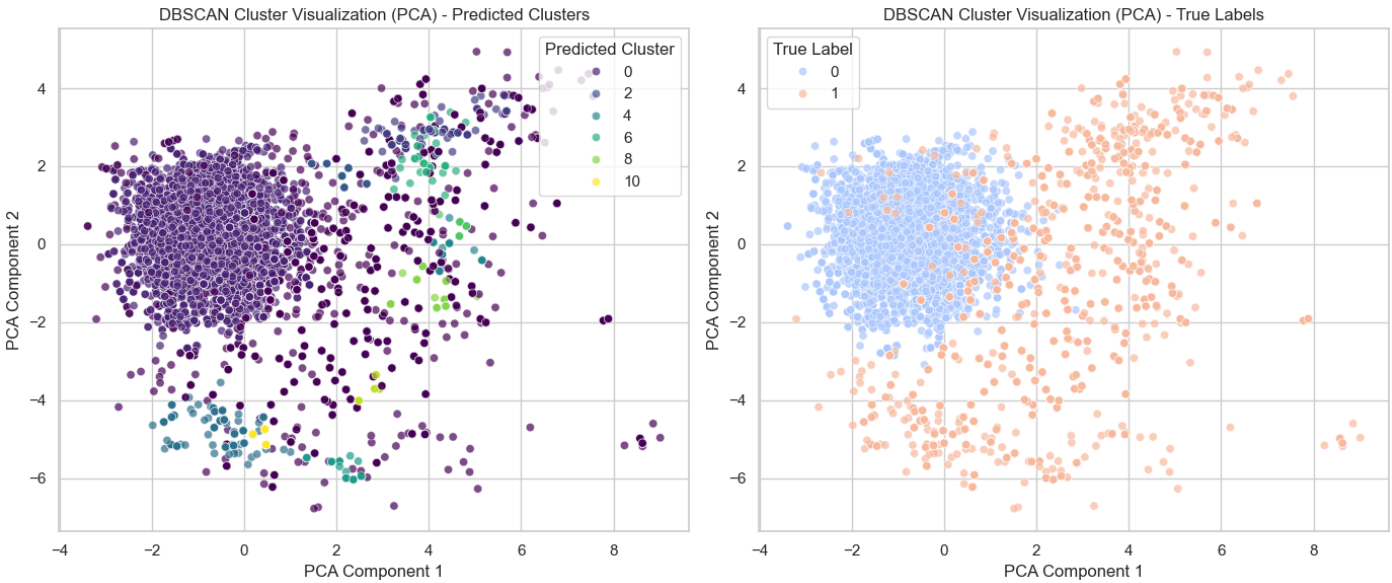 DBSCAN Cluster Visualization (PCA) - Predicted Clusters
Predicted Cluster
0
2
4
6
8
10
4
2
0
−2
−4
−6
PCA Component 2
−4 −2 0 2 4 6 8
PCA Component 1
DBSCAN Cluster Visualization (PCA) - True Labels
True Label
0
1
4
2
0
−2
−4
−6
PCA Component 2
−4 −2 0 2 4 6 8
PCA Component 1